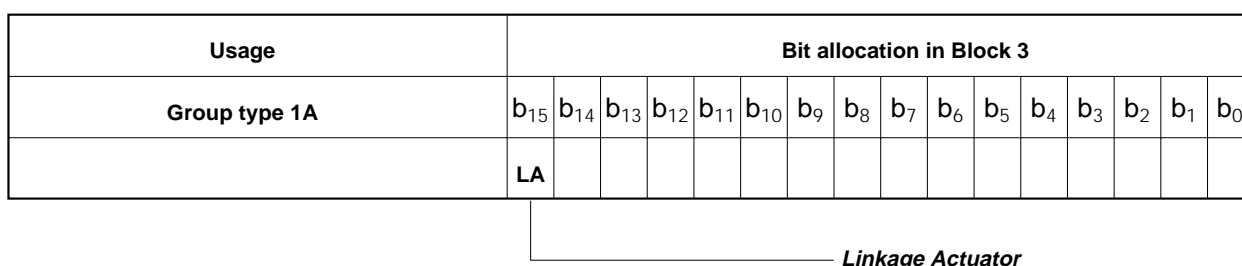 Usage Bit allocation in Block 3
Group type 1A b15 b14 b13 b12 b11 b10 b9 b8 b7 b6 b5 b4 b3 b2 b1 b0
LA
Linkage Actuator